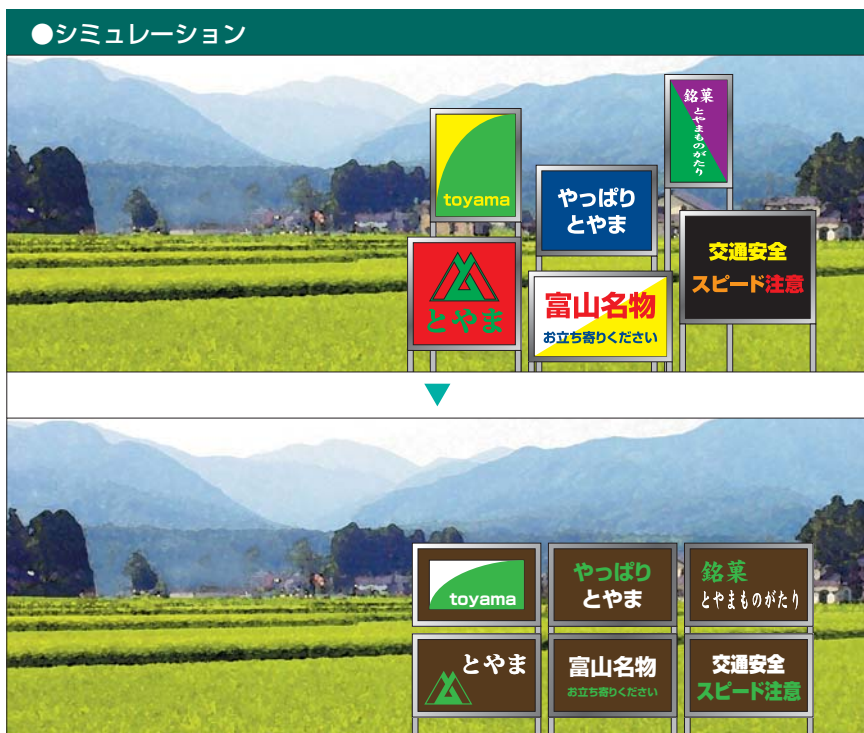 ●シミュレーション
toyama
やっぱり
とやま
銘菓
とやまものがたり
とやま
富山名物
お立ち寄りください
交通安全
スピード注意
toyama
やっぱり
とやま
銘菓
とやまものがたり
とやま
富山名物
お立ち寄りください
交通安全
スピード注意